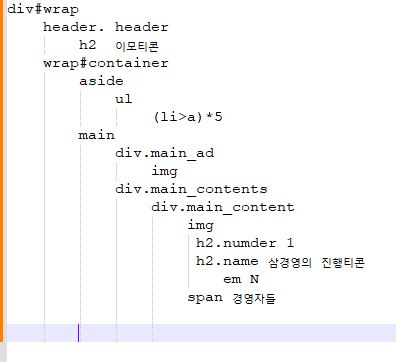 div#wrap
header. header
h2 이모티콘
wrap#container
aside
ul
(li>a)*5
main
div.main_ad
img
div.main_contents
div.main_content
img
h2.numder 1
h2.name 삼경영의 진행티콘
em N
span 경영자들